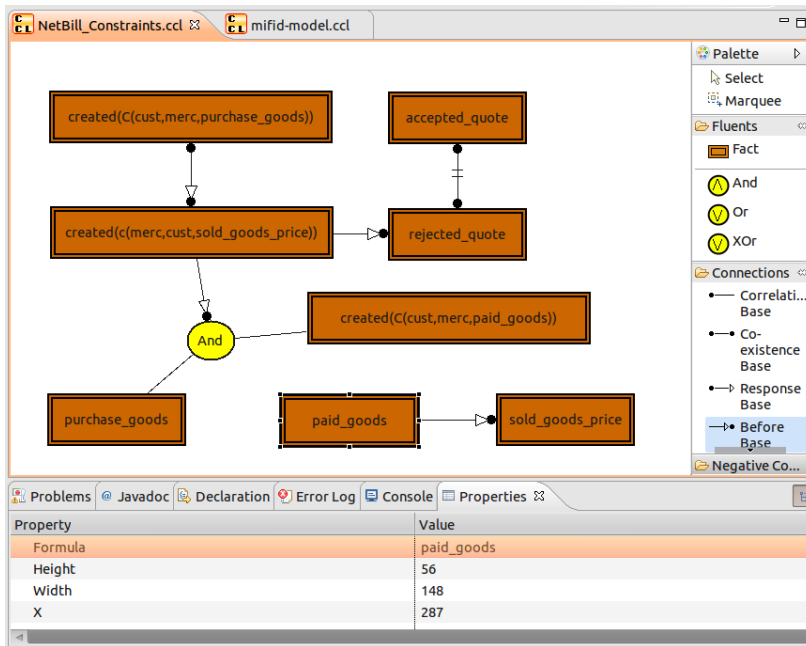 C CL NetBill_Constraints.ccl
C CL mifid-model.ccl
created(C(cust,merc,purchase_goods))
accepted_quote
created(c(merc,cust,sold_goods_price))
rejected_quote
created(C(cust,merc,paid_goods))
And
purchase_goods
paid_goods
sold_goods_price
Palette
Select
Marquee
Fluents
Fact
And
Or
XOr
Connections
Correlati...
Base
Co-
existence
Base
Response
Base
Before
Base
Negative Co...
Problems @ Javadoc Declaration Error Log Console Properties
Property Value
Formula paid_goods
Height 56
Width 148
X 287